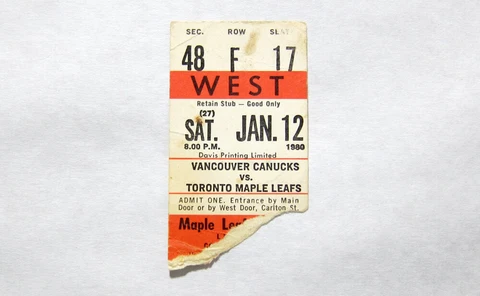 SEC. ROW SEAT
48 F 17
WEST
Retain Stub — Good Only
(27)
SAT. JAN. 12
8.00 P.M. 1980
Davis Printing Limited
VANCOUVER CANUCKS
VS.
TORONTO MAPLE LEAFS
ADMIT ONE. Entrance by Main
Door or by West Door, Carlton St.
Maple